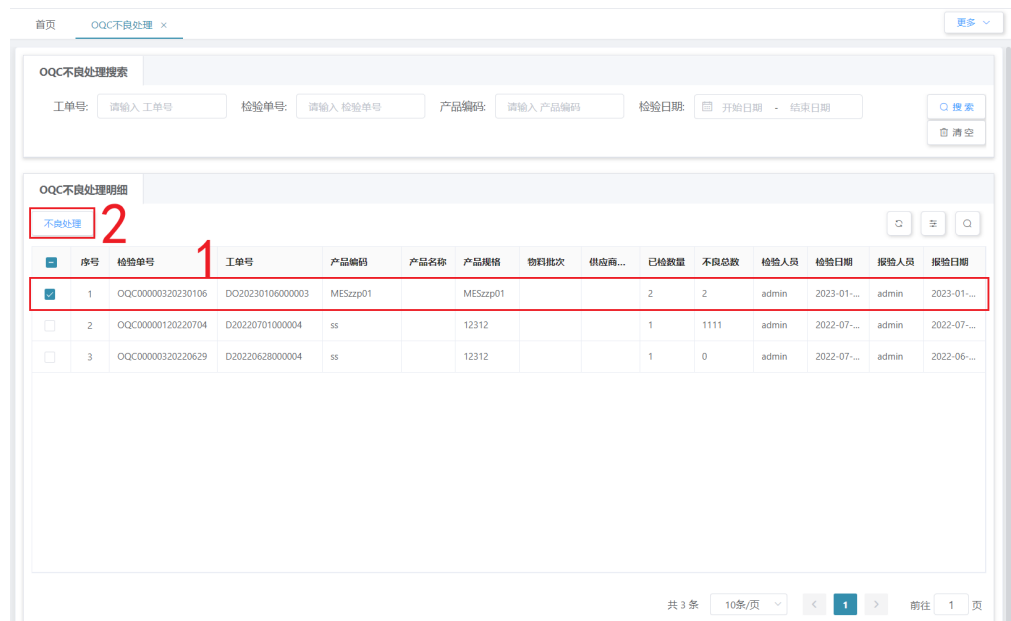 首页 OQC不良处理 × 更多
OQC不良处理搜索
工单号: 请输入 工单号 检验单号: 请输入 检验单号 产品编码: 请输入 产品编码 检验日期: 开始日期 - 结束日期 搜 索
清 空
OQC不良处理明细
不良处理 2
1
序号 检验单号 工单号 产品编码 产品名称 产品规格 物料批次 供应商... 已检数量 不良总数 检验人员 检验日期 报验人员 报验日期
1 OQC00000320230106 DO20230106000003 MESzzp01 MESzzp01 2 2 admin 2023-01-... admin 2023-01-...
2 OQC00000120220704 D20220701000004 ss 12312 1 1111 admin 2022-07-... admin 2022-07-...
3 OQC00000320220629 D20220628000004 ss 12312 1 0 admin 2022-07-... admin 2022-06-...
共 3 条 10条/页 < 1 > 前往 1 页